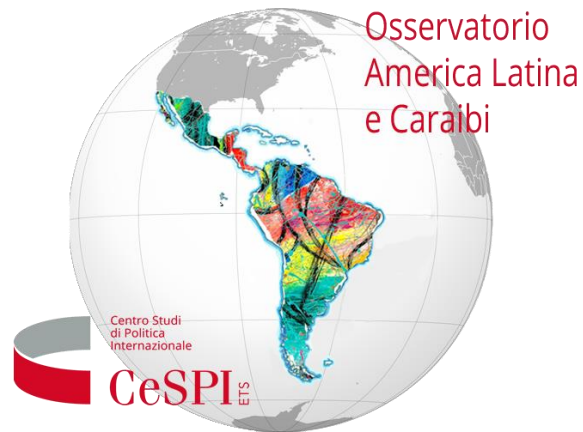 Osservatorio
America Latina
e Caraibi
Centro Studi
di Politica
Internazionale
CeSPI ETS